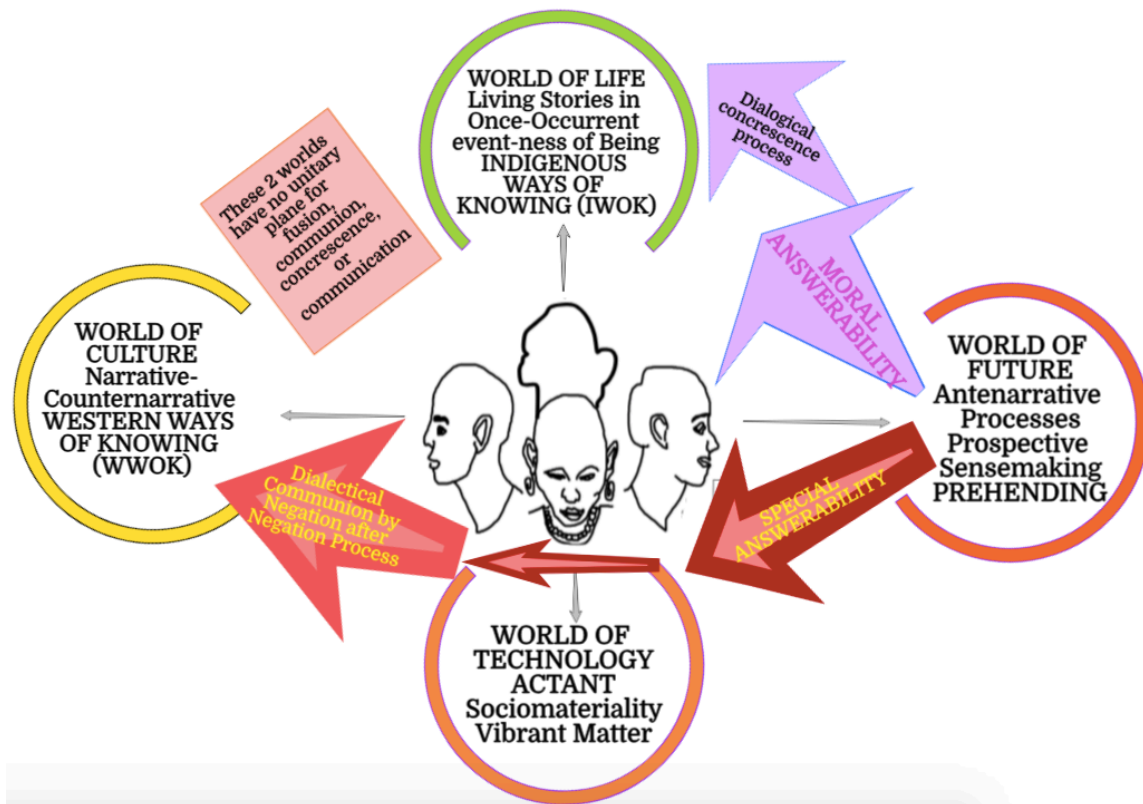 WORLD OF LIFE
Living Stories in
Once-Occurrent
event-ness of Being
INDIGENOUS
WAYS OF
KNOWING (IWOK)
Dialogical
concrescence
process
These 2 worlds
have no unitary
plane for
fusion,
communion,
concrescence,
or
communication
MORAL
ANSWERABILITY
WORLD OF
CULTURE
Narrative-
Counternarrative
WESTERN WAYS
OF KNOWING
(WWOK)
WORLD OF
FUTURE
Antenarrative
Processes
Prospective
Sensemaking
PREHENDING
Dialectical
Communion by
Negation after
Negation Process
SPECIAL
ANSWERABILITY
WORLD OF
TECHNOLOGY
ACTANT
Sociomateriality
Vibrant Matter